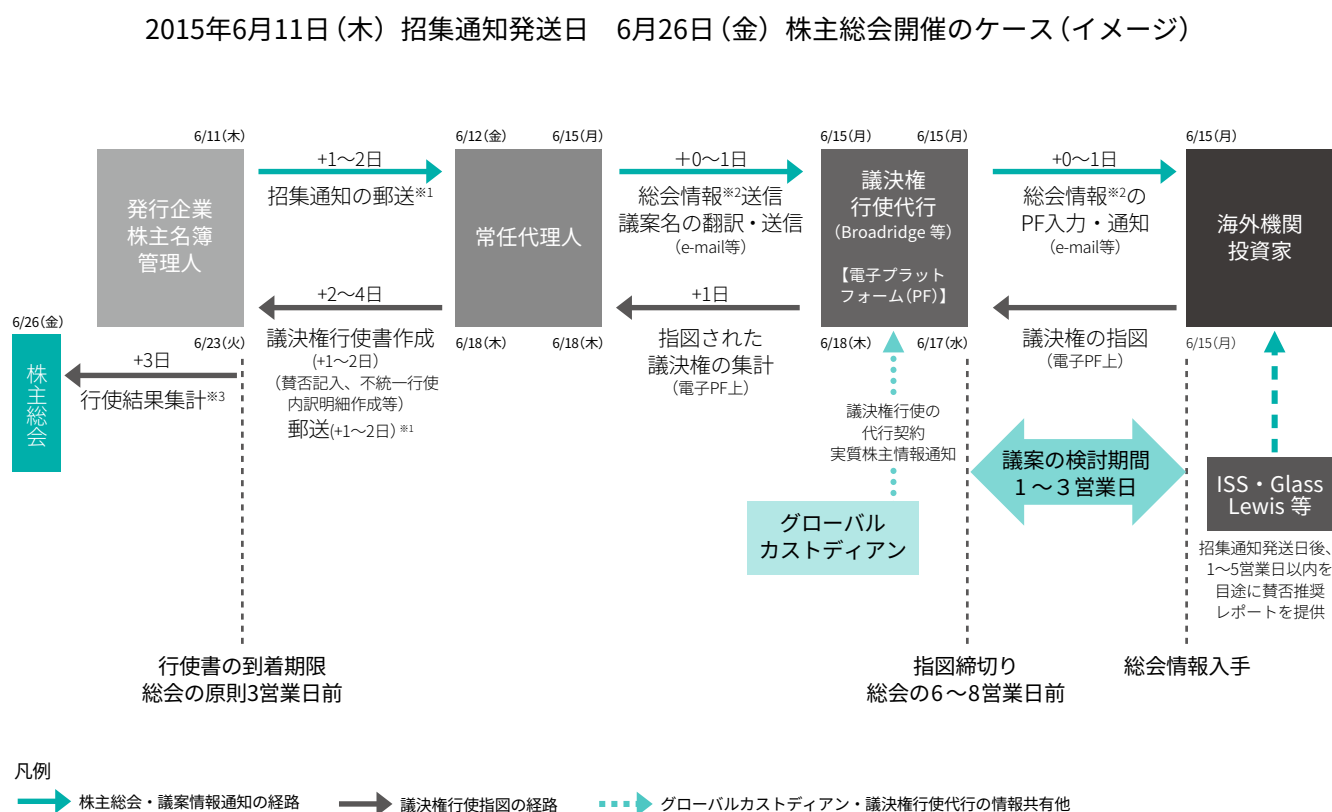 2015年6月11日（木）招集通知発送日　6月26日（金）株主総会開催のケース（イメージ）
6/11（木）
発行企業
株主名簿
管理人
6/23（火）
+1～2日
招集通知の郵送※1
+2～4日
議決権行使書作成
(+1～2日)
（賛否記入、不統一行使
内訳明細作成等）
郵送(+1～2日)※1
6/26（金）
株主総会
+3日
行使結果集計※3
6/12（金）
6/15（月）
常任代理人
6/18（木）
6/18（木）
＋0～1日
総会情報※2送信
議案名の翻訳・送信
（e-mail等）
+1日
指図された
議決権の集計
（電子PF上）
6/15（月）
6/15（月）
議決権
行使代行
（Broadridge 等）
【電子プラット
フォーム（PF）】
6/18（木）
6/17（水）
+0～1日
総会情報※2の
PF入力・通知
（e-mail等）
議決権の指図
（電子PF上）
6/15（月）
海外機関
投資家
6/15（月）
議決権行使の
代行契約
実質株主情報通知
グローバル
カストディアン
議案の検討期間
1～3営業日
ISS・Glass
Lewis 等
招集通知発送日後、
1～5営業日以内を
目途に賛否推奨
レポートを提供
行使書の到着期限
総会の原則3営業日前
指図締切り
総会の6～8営業日前
総会情報入手
凡例
株主総会・議案情報通知の経路
議決権行使指図の経路
グローバルカストディアン・議決権行使代行の情報共有他